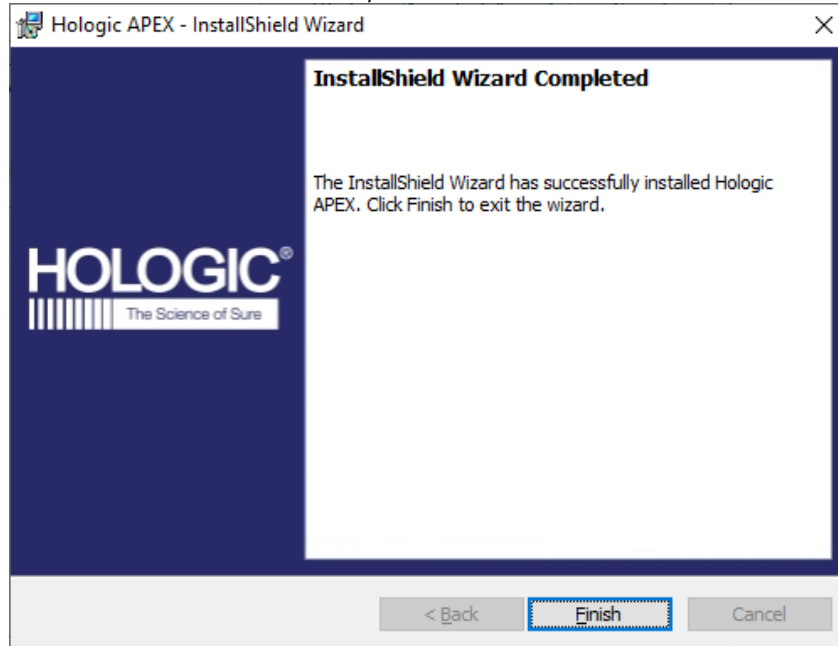 Hologic APEX - InstallShield Wizard
InstallShield Wizard Completed
The InstallShield Wizard has successfully installed Hologic
APEX. Click Finish to exit the wizard.
HOLOGIC®
The Science of Sure
< Back
Finish
Cancel